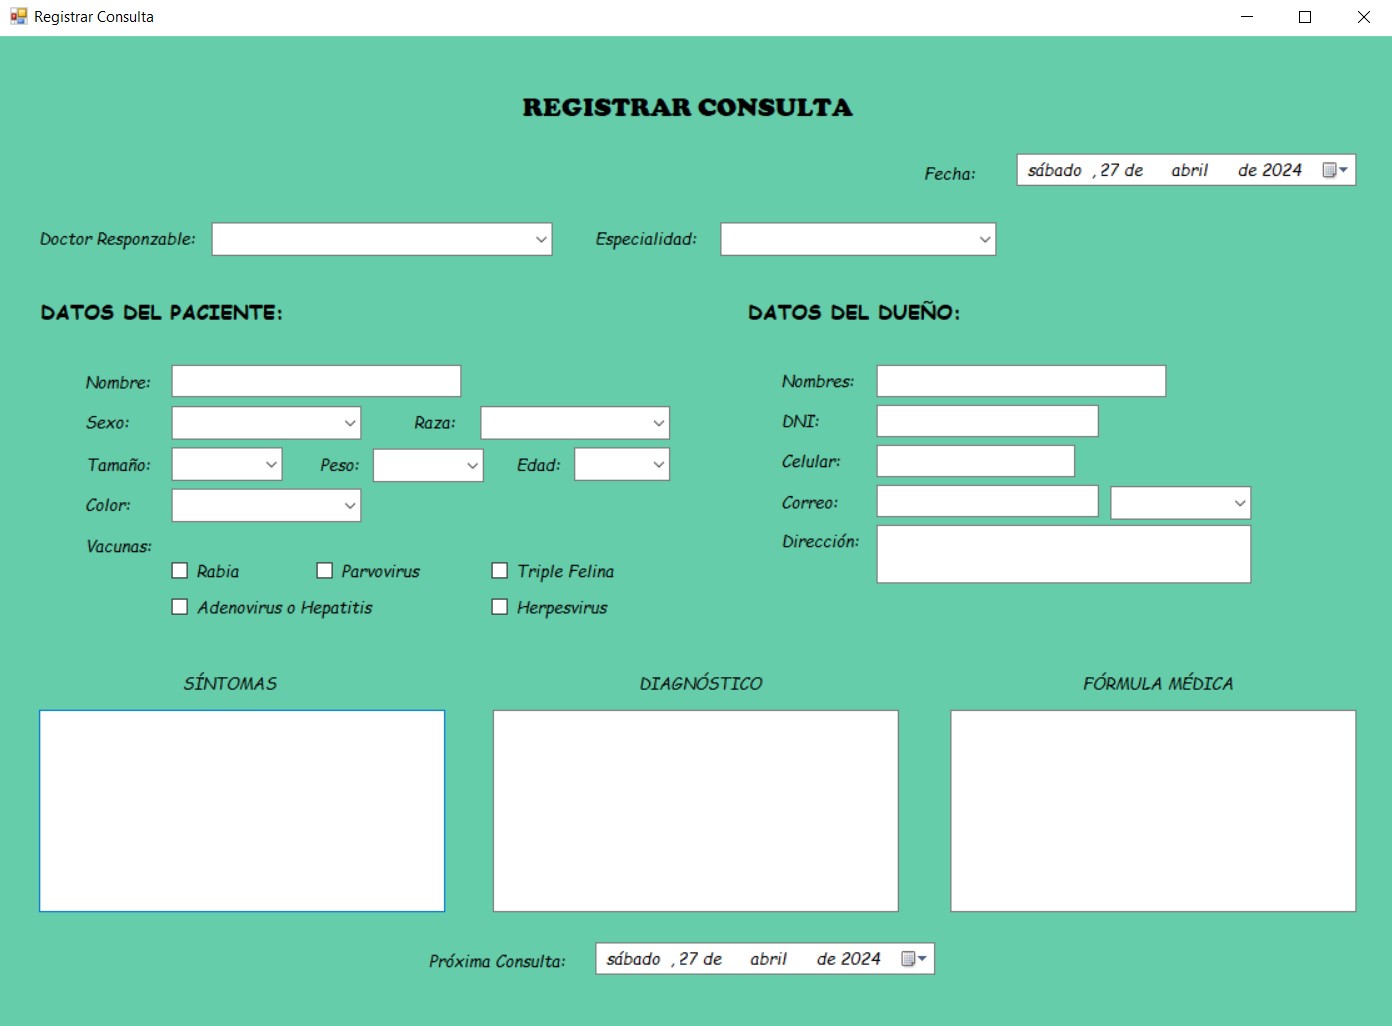 Registrar Consulta
REGISTRAR CONSULTA
Fecha: sábado , 27 de abril de 2024
Doctor Responzable: Especialidad:
DATOS DEL PACIENTE: DATOS DEL DUEÑO:
Nombre: Nombres:
Sexo: Raza: DNI:
Tamaño: Peso: Edad: Celular:
Color: Correo:
Vacunas: Dirección:
Rabia Parvovirus Triple Felina
Adenovirus o Hepatitis Herpesvirus
SÍNTOMAS DIAGNÓSTICO FÓRMULA MÉDICA
Próxima Consulta: sábado , 27 de abril de 2024